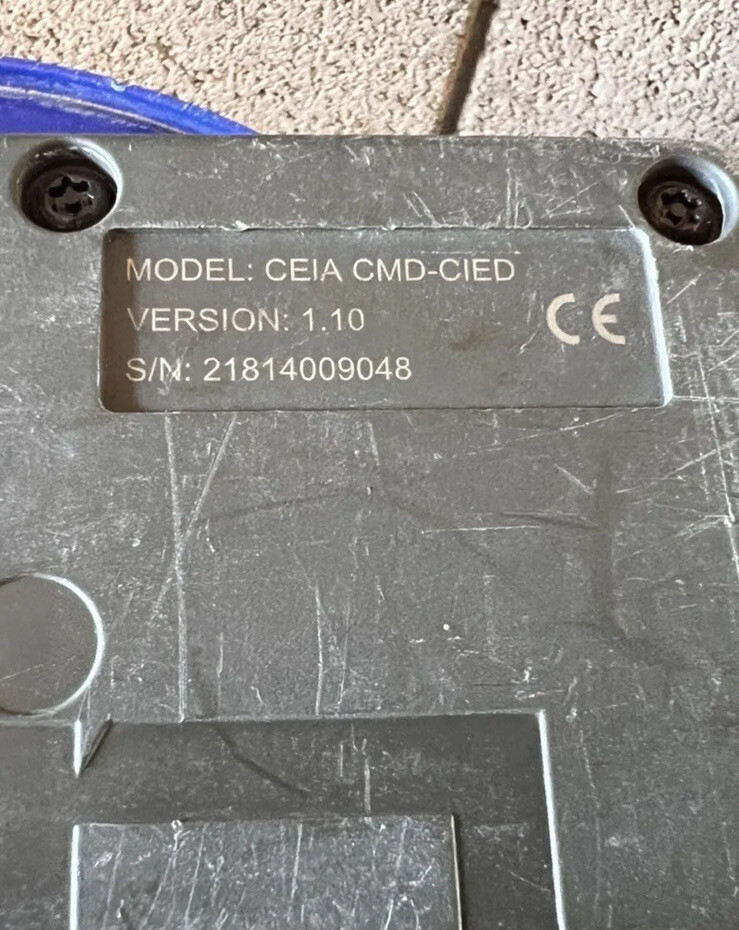 MODEL: CEIA CMD-CIED
VERSION: 1.10
CE
S/N: 21814009048